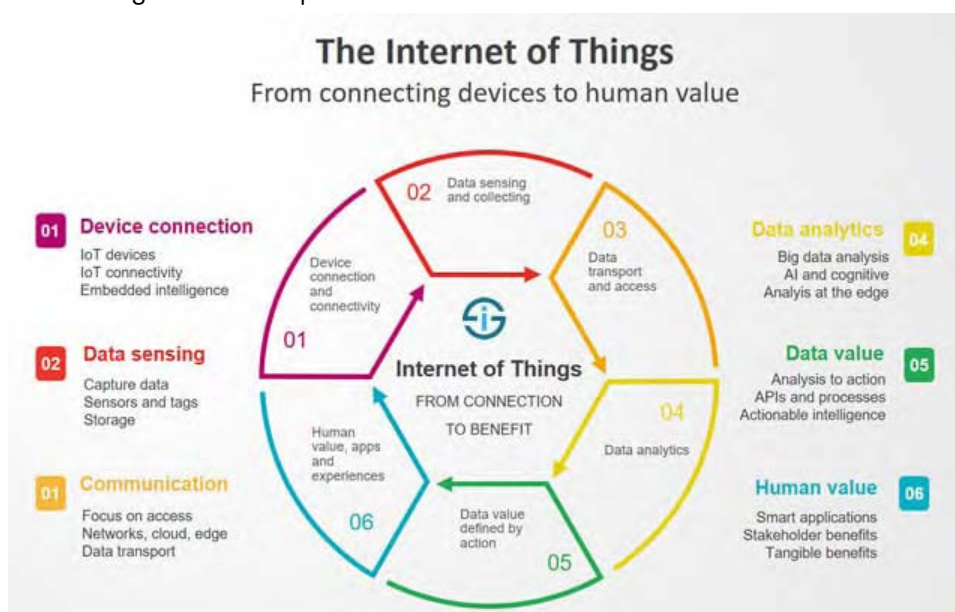 The Internet of Things
From connecting devices to human value
01 Device connection
IoT devices
IoT connectivity
Embedded intelligence
02 Data sensing
Capture data
Sensors and tags
Storage
01 Communication
Focus on access
Networks, cloud, edge
Data transport
02
Data sensing
and collecting
03
Data
transport
and access
Device
connection
and
connectivity
01
Internet of Things
FROM CONNECTION
TO BENEFIT
04
Data analytics
Human
value, apps
and
experiences
06
Data value
defined by
action
05
Data analytics 04
Big data analysis
AI and cognitive
Analyis at the edge
Data value 05
Analysis to action
APIs and processes
Actionable intelligence
Human value 06
Smart applications
Stakeholder benefits
Tangible benefits